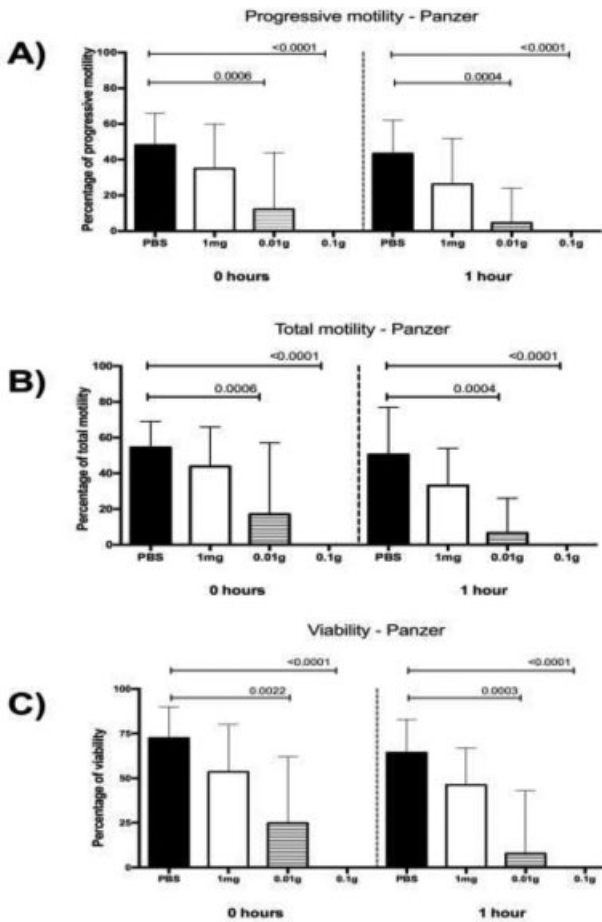 Progressive motility - Panzer
A)
<0.0001 <0.0001
0.0006 0.0004
Percentage of progressive motility
100
80
60
40
20
0
PBS 1mg 0.01g 0.1g PBS 1mg 0.01g 0.1g
0 hours 1 hour
Total motility - Panzer
B)
<0.0001 <0.0001
0.0006 0.0004
Percentage of total motility
100
80
60
40
20
0
PBS 1mg 0.01g 0.1g PBS 1mg 0.01g 0.1g
0 hours 1 hour
Viability - Panzer
C)
<0.0001 <0.0001
0.0022 0.0003
Percentage of viability
100
75
50
25
0
PBS 1mg 0.01g 0.1g PBS 1mg 0.01g 0.1g
0 hours 1 hour